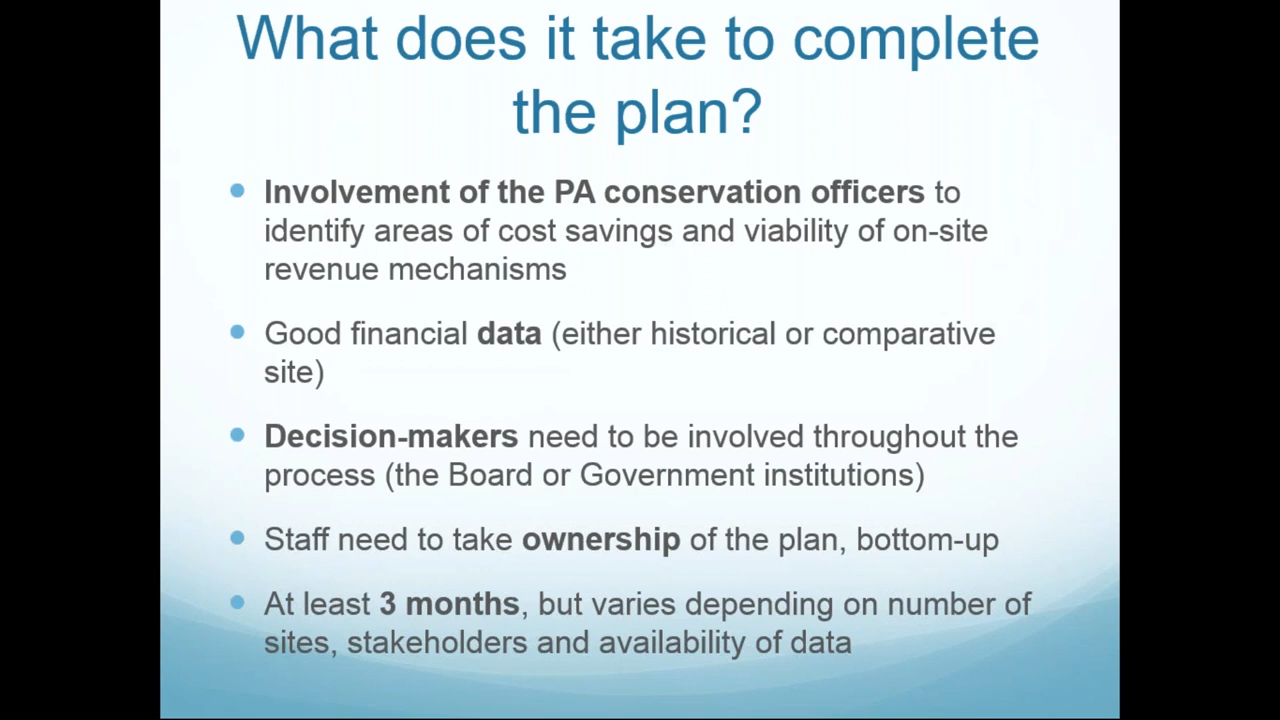 What does it take to complete
the plan?
• Involvement of the PA conservation officers to
identify areas of cost savings and viability of on-site
revenue mechanisms
• Good financial data (either historical or comparative
site)
• Decision-makers need to be involved throughout the
process (the Board or Government institutions)
• Staff need to take ownership of the plan, bottom-up
• At least 3 months, but varies depending on number of
sites, stakeholders and availability of data